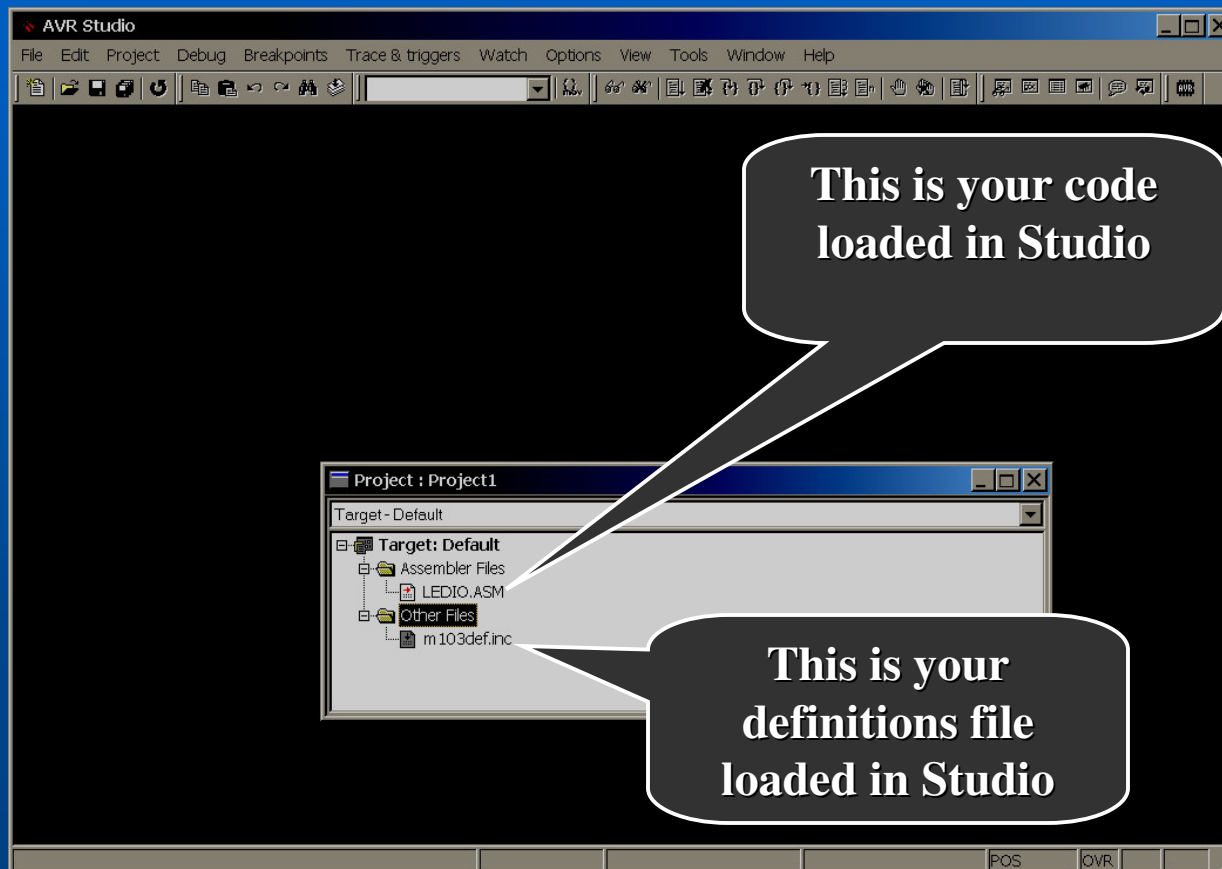 AVR Studio
File Edit Project Debug Breakpoints Trace & triggers Watch Options View Tools Window Help
This is your code
loaded in Studio
Project : Project1
Target - Default
Target: Default
Assembler Files
LEDIO.ASM
Other Files
m103def.inc
This is your
definitions file
loaded in Studio
POS OVR